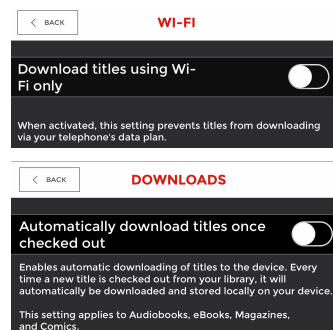 < BACK
WI-FI
Download titles using Wi-
Fi only
When activated, this setting prevents titles from downloading
via your telephone's data plan.
< BACK
DOWNLOADS
Automatically download titles once
checked out
Enables automatic downloading of titles to the device. Every
time a new title is checked out from your library, it will
automatically be downloaded and stored locally on your device.
This setting applies to Audiobooks, eBooks, Magazines,
and Comics.